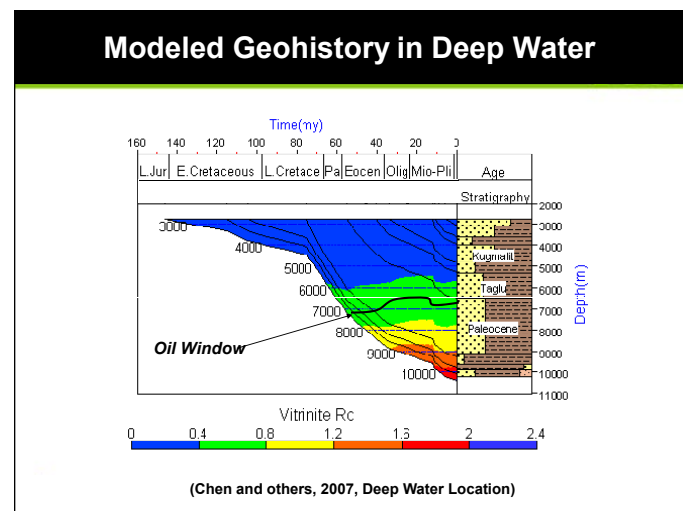 Modeled Geohistory in Deep Water
Time(my)
160 140 120 100 80 60 40 20
L.Jur E. Cretaceous L.Cretace Pa Eocen Olig Mio-Pli Age
Stratigraphy
2000
3000 3000
4000 4000
Kugmalit
5000 5000
6000 Taglu 6000
7000 7000
Depth(m)
8000 Paleocene 8000
Oil Window
9000 9000
10000 10000
11000
Vitrinite Rc
0 0.4 0.8 1.2 1.6 2 2.4
(Chen and others, 2007, Deep Water Location)